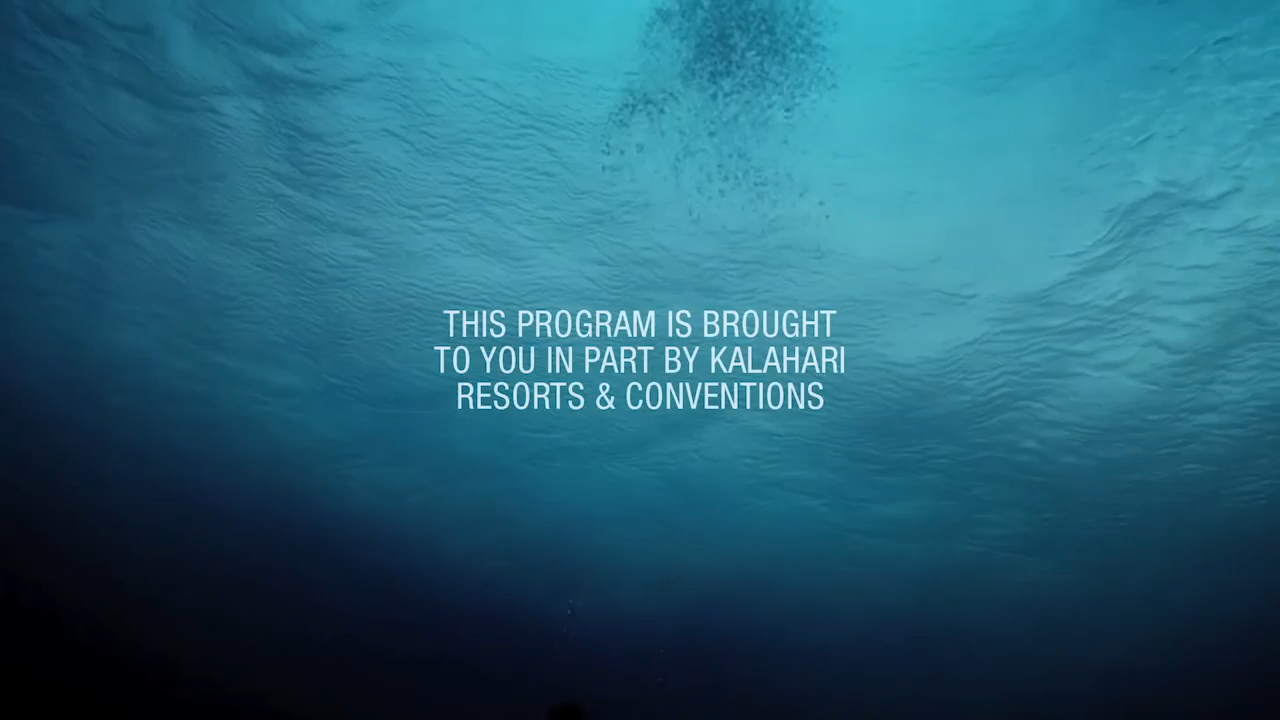 THIS PROGRAM IS BROUGHT
TO YOU IN PART BY KALAHARI
RESORTS & CONVENTIONS